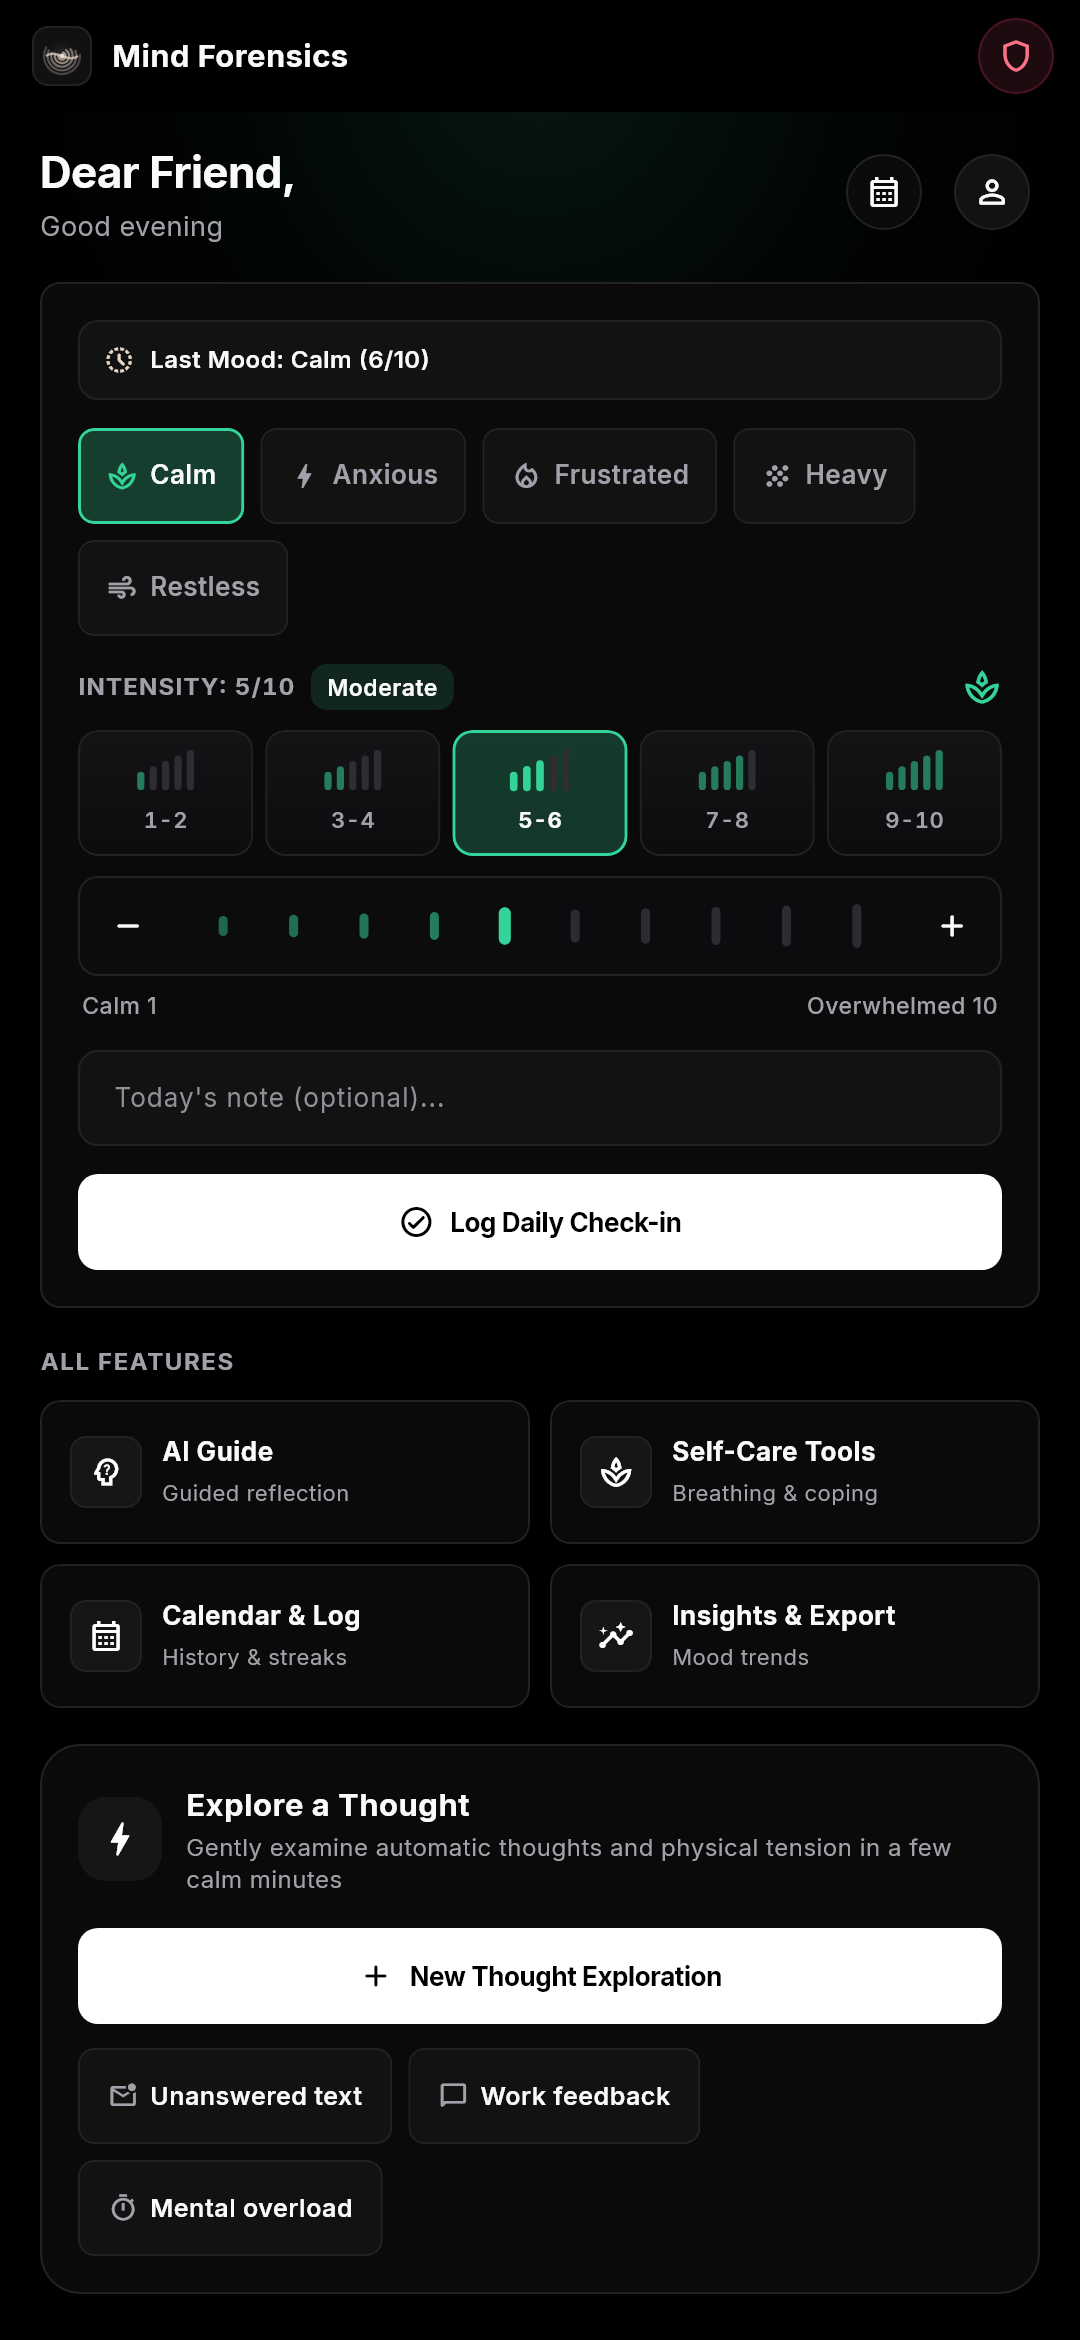 Mind Forensics
Dear Friend,
Good evening
Last Mood: Calm (6/10)
Calm
Anxious
Frustrated
Heavy
Restless
INTENSITY: 5/10
Moderate
1-2
3-4
5-6
7-8
9-10
Calm 1
Overwhelmed 10
Today's note (optional)...
Log Daily Check-in
ALL FEATURES
AI Guide
Guided reflection
Self-Care Tools
Breathing & coping
Calendar & Log
History & streaks
Insights & Export
Mood trends
Explore a Thought
Gently examine automatic thoughts and physical tension in a few
calm minutes
New Thought Exploration
Unanswered text
Work feedback
Mental overload